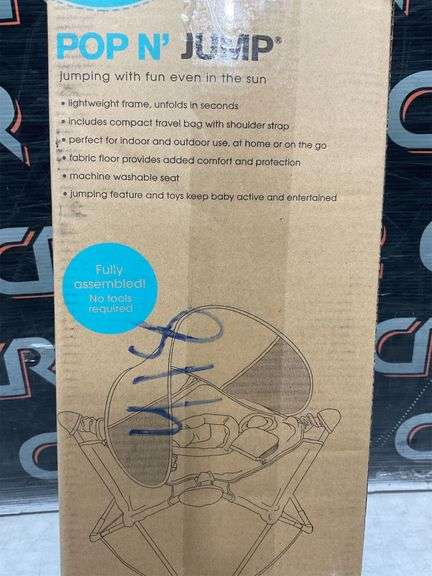 POP N' JUMP®
jumping with fun even in the sun
• lightweight frame, unfolds in seconds
• includes compact travel bag with shoulder strap
• perfect for indoor and outdoor use, at home or on the go
• fabric floor provides added comfort and protection
• machine washable seat
• jumping feature and toys keep baby active and entertained
Fully
assembled!
No tools
required